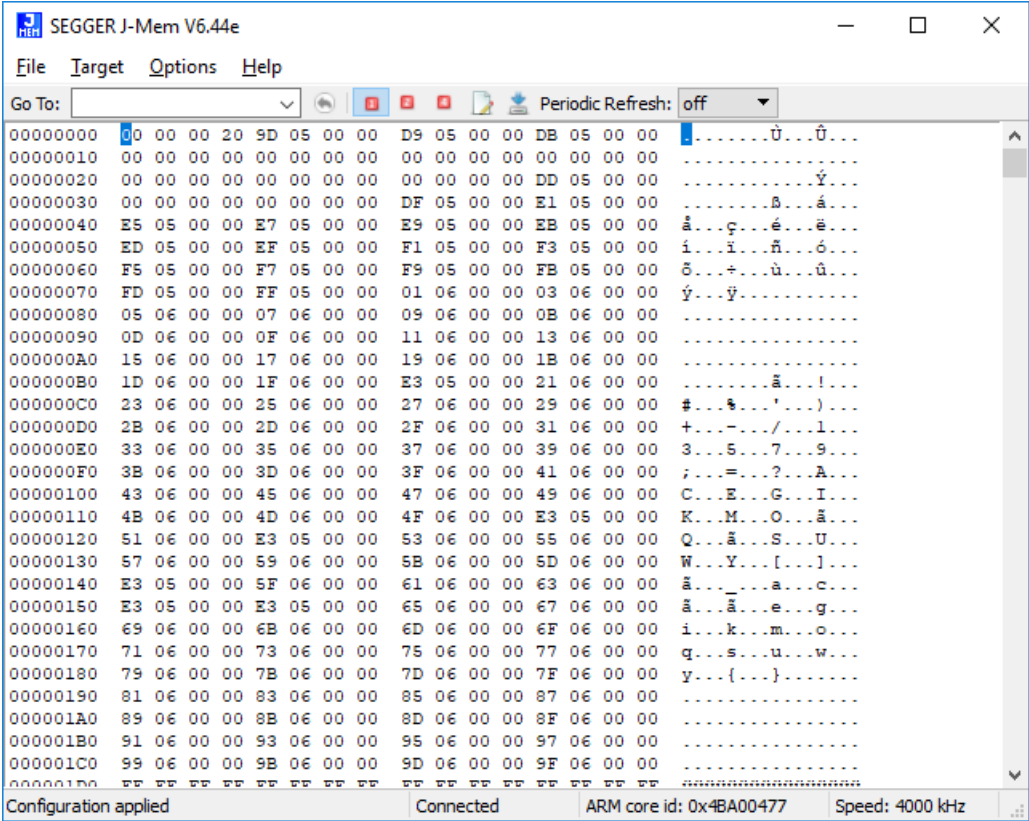 SEGGER J-Mem V6.44e
File Target Options Help
Go To: Periodic Refresh: off
00000000 00 00 00 20 9D 05 00 00 D9 05 00 00 DB 05 00 00 ........Ù...Û...
00000010 00 00 00 00 00 00 00 00 00 00 00 00 00 00 00 00 ................
00000020 00 00 00 00 00 00 00 00 00 00 00 00 DD 05 00 00 ............Ý...
00000030 00 00 00 00 00 00 00 00 DF 05 00 00 E1 05 00 00 ........ß...á...
00000040 E5 05 00 00 E7 05 00 00 E9 05 00 00 EB 05 00 00 å...ç...é...ë...
00000050 ED 05 00 00 EF 05 00 00 F1 05 00 00 F3 05 00 00 í...ï...ñ...ó...
00000060 F5 05 00 00 F7 05 00 00 F9 05 00 00 FB 05 00 00 õ...÷...ù...û...
00000070 FD 05 00 00 FF 05 00 00 01 06 00 00 03 06 00 00 ý...ÿ...........
00000080 05 06 00 00 07 06 00 00 09 06 00 00 0B 06 00 00 ................
00000090 0D 06 00 00 0F 06 00 00 11 06 00 00 13 06 00 00 ................
000000A0 15 06 00 00 17 06 00 00 19 06 00 00 1B 06 00 00 ................
000000B0 1D 06 00 00 1F 06 00 00 E3 05 00 00 21 06 00 00 ........ã...!...
000000C0 23 06 00 00 25 06 00 00 27 06 00 00 29 06 00 00 #...%...'...)...
000000D0 2B 06 00 00 2D 06 00 00 2F 06 00 00 31 06 00 00 +...-.../...1...
000000E0 33 06 00 00 35 06 00 00 37 06 00 00 39 06 00 00 3...5...7...9...
000000F0 3B 06 00 00 3D 06 00 00 3F 06 00 00 41 06 00 00 ;...=...?...A...
00000100 43 06 00 00 45 06 00 00 47 06 00 00 49 06 00 00 C...E...G...I...
00000110 4B 06 00 00 4D 06 00 00 4F 06 00 00 E3 05 00 00 K...M...O...ã...
00000120 51 06 00 00 E3 05 00 00 53 06 00 00 55 06 00 00 Q...ã...S...U...
00000130 57 06 00 00 59 06 00 00 5B 06 00 00 5D 06 00 00 W...Y...[...]...
00000140 E3 05 00 00 5F 06 00 00 61 06 00 00 63 06 00 00 ã..._...a...c...
00000150 E3 05 00 00 E3 05 00 00 65 06 00 00 67 06 00 00 ã...ã...e...g...
00000160 69 06 00 00 6B 06 00 00 6D 06 00 00 6F 06 00 00 i...k...m...o...
00000170 71 06 00 00 73 06 00 00 75 06 00 00 77 06 00 00 q...s...u...w...
00000180 79 06 00 00 7B 06 00 00 7D 06 00 00 7F 06 00 00 y...{...}.......
00000190 81 06 00 00 83 06 00 00 85 06 00 00 87 06 00 00 ................
000001A0 89 06 00 00 8B 06 00 00 8D 06 00 00 8F 06 00 00 ................
000001B0 91 06 00 00 93 06 00 00 95 06 00 00 97 06 00 00 ................
000001C0 99 06 00 00 9B 06 00 00 9D 06 00 00 9F 06 00 00 ................
Configuration applied Connected ARM core id: 0x4BA00477 Speed: 4000 kHz